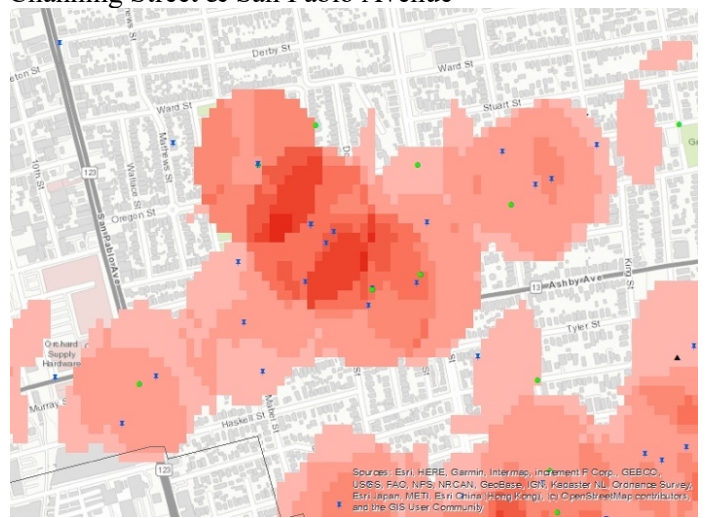 Channing Street & San Pablo Avenue
Derby St
Ward St
Ward St
Stuart St
Mathews St
Wallace St
10th St
123
Oregon St
San Pablo Ave
King St
13
Ashby Ave
Tyler St
Orchard
Supply
Hardware
Murray S
Haskell St
Mabel St
123
Sources: Esri, HERE, Garmin, Intermap, increment P Corp., GEBCO,
USGS, FAO, NPS, NRCAN, GeoBase, IGN, Kadaster NL, Ordnance Survey,
Esri Japan, METI, Esri China (Hong Kong), (c) OpenStreetMap contributors,
and the GIS User Community